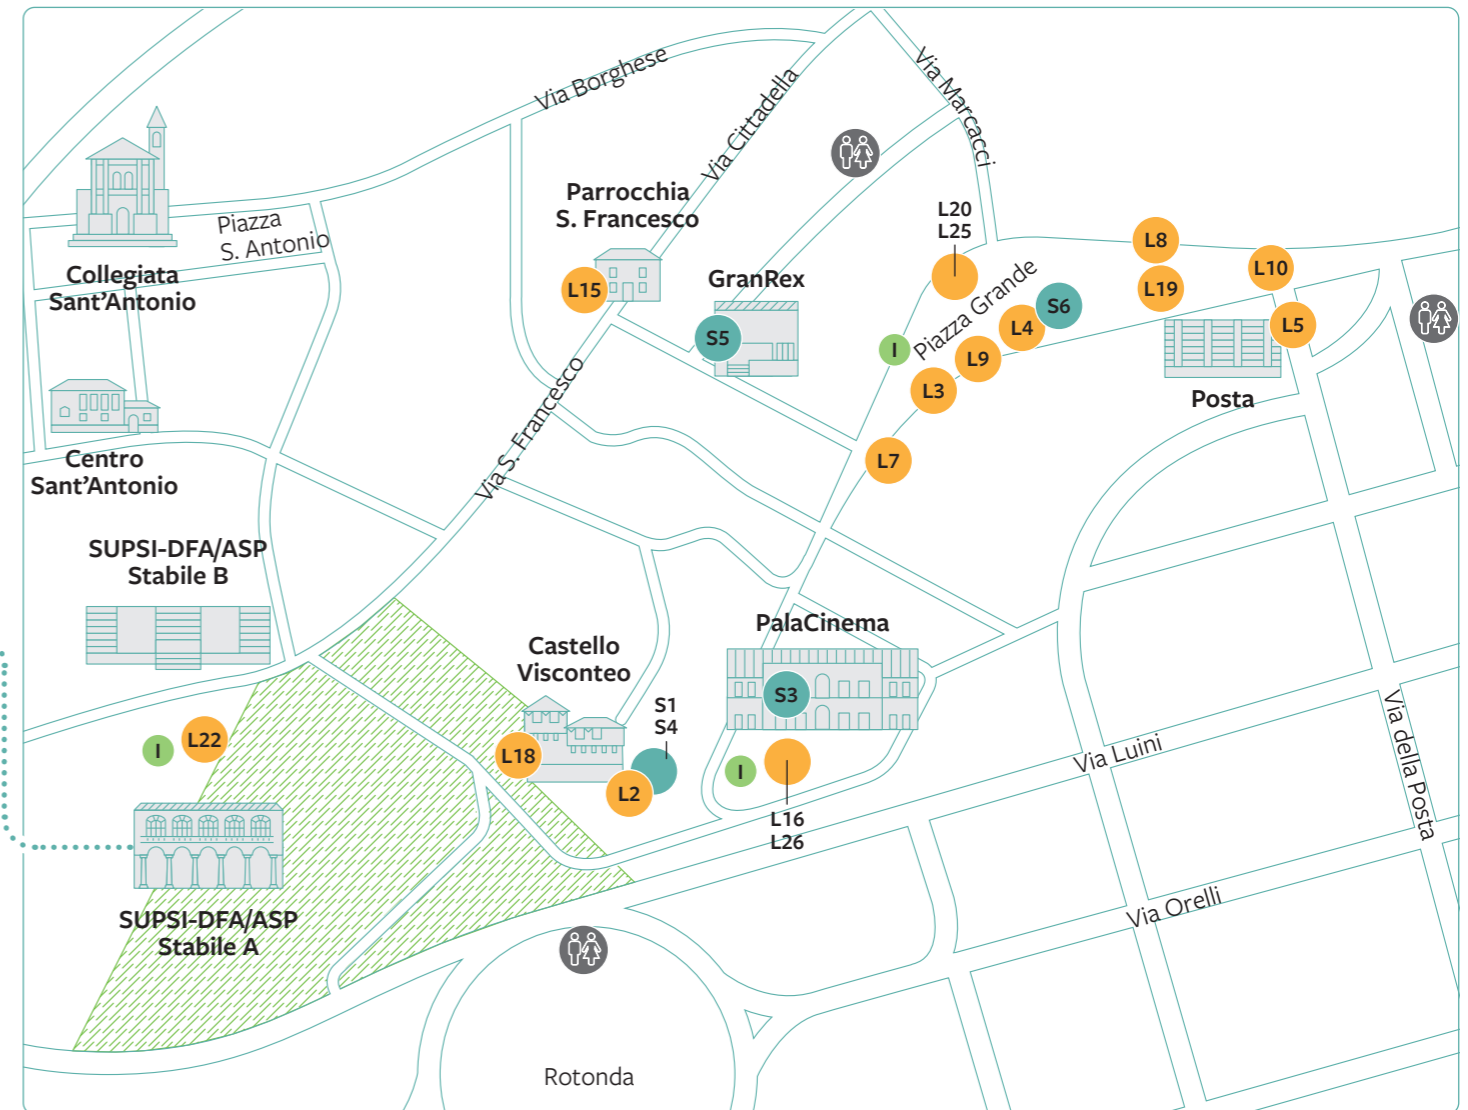 Via Borghese
Via Cittadella
Via Marcacci
Parrocchia
S. Francesco
Piazza
S. Antonio
L20
L25
L8
L10
Collegiata
Sant'Antonio
L15
GranRex
Piazza Grande
L19
S6
L4
L5
S5
I
L9
L3
Posta
Via S. Francesco
L7
Centro
Sant'Antonio
SUPSI-DFA/ASP
Stabile B
PalaCinema
Castello
Visconteo
S3
S1
S4
Via della Posta
L22
I
L18
L2
I
Via Luini
L16
L26
SUPSI-DFA/ASP
Stabile A
Via Orelli
Rotonda